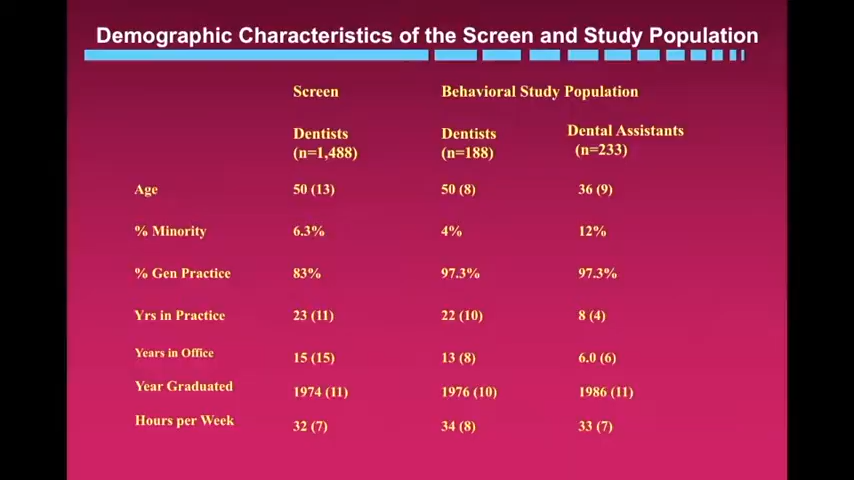 Demographic Characteristics of the Screen and Study Population
Screen Behavioral Study Population
Dentists Dentists Dental Assistants
(n=1,488) (n=188) (n=233)
Age 50 (13) 50 (8) 36 (9)
% Minority 6.3% 4% 12%
% Gen Practice 83% 97.3% 97.3%
Yrs in Practice 23 (11) 22 (10) 8 (4)
Years in Office 15 (15) 13 (8) 6.0 (6)
Year Graduated 1974 (11) 1976 (10) 1986 (11)
Hours per Week 32 (7) 34 (8) 33 (7)